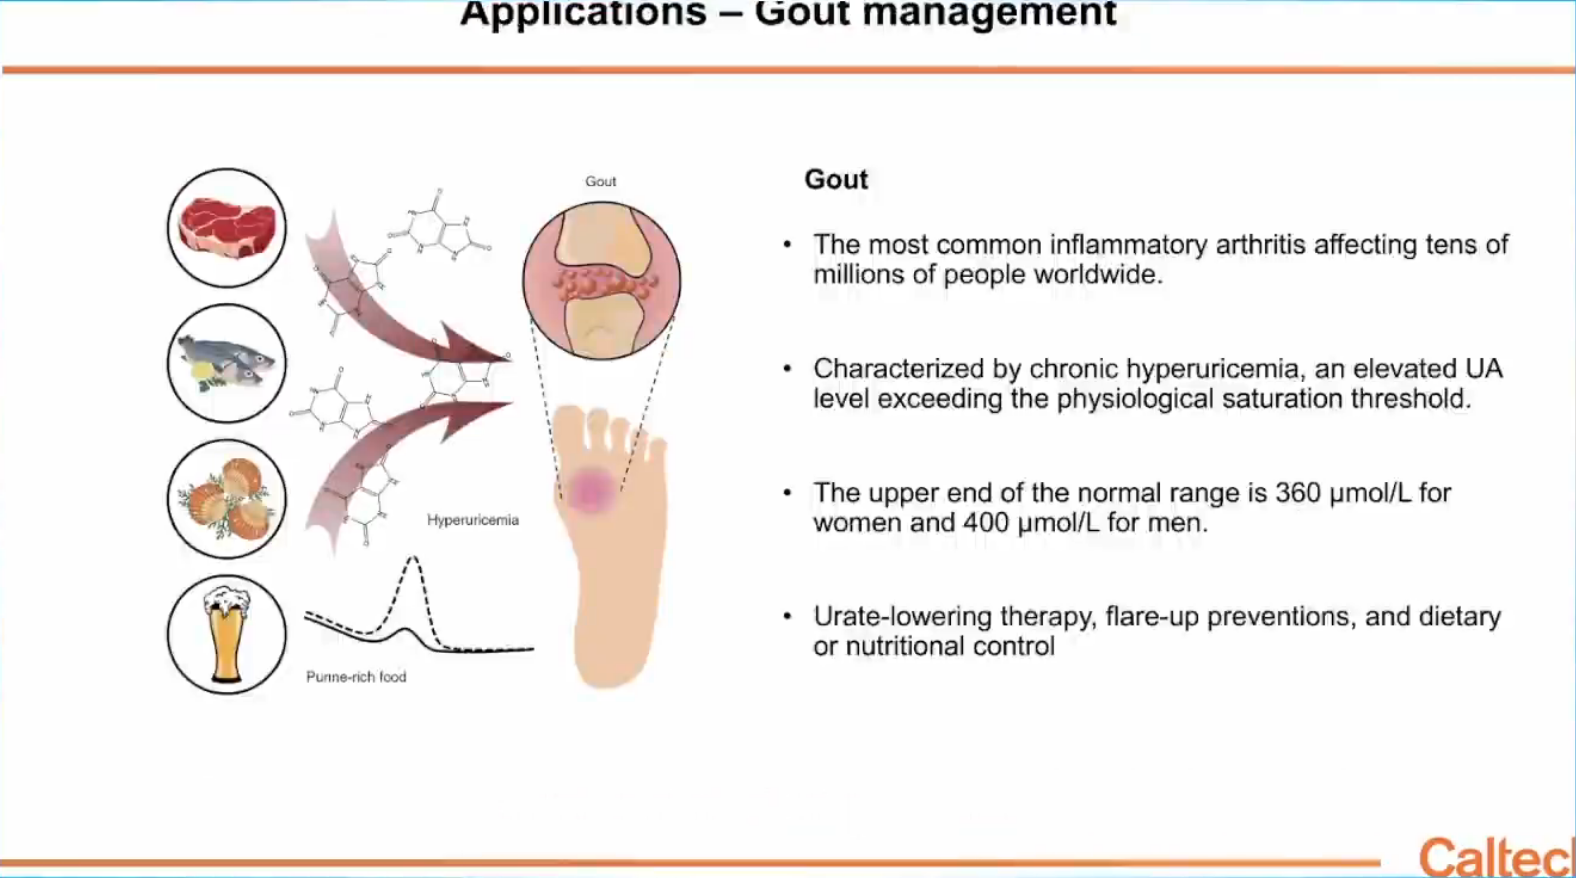 Applications – Gout management
Gout
Gout
The most common inflammatory arthritis affecting tens of
millions of people worldwide.
Characterized by chronic hyperuricemia, an elevated UA
level exceeding the physiological saturation threshold.
The upper end of the normal range is 360 µmol/L for
women and 400 µmol/L for men.
Urate-lowering therapy, flare-up preventions, and dietary
or nutritional control
Hyperuricemia
Purine-rich food
Caltech